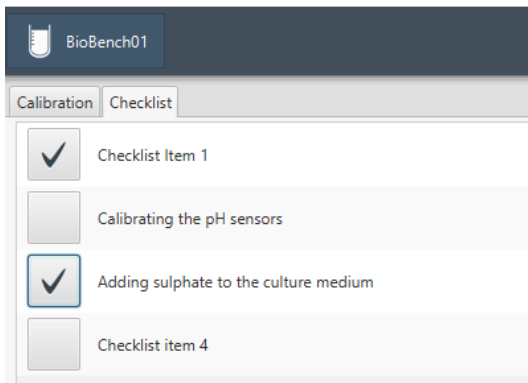 BioBench01
Calibration Checklist
Checklist Item 1
Calibrating the pH sensors
Adding sulphate to the culture medium
Checklist item 4